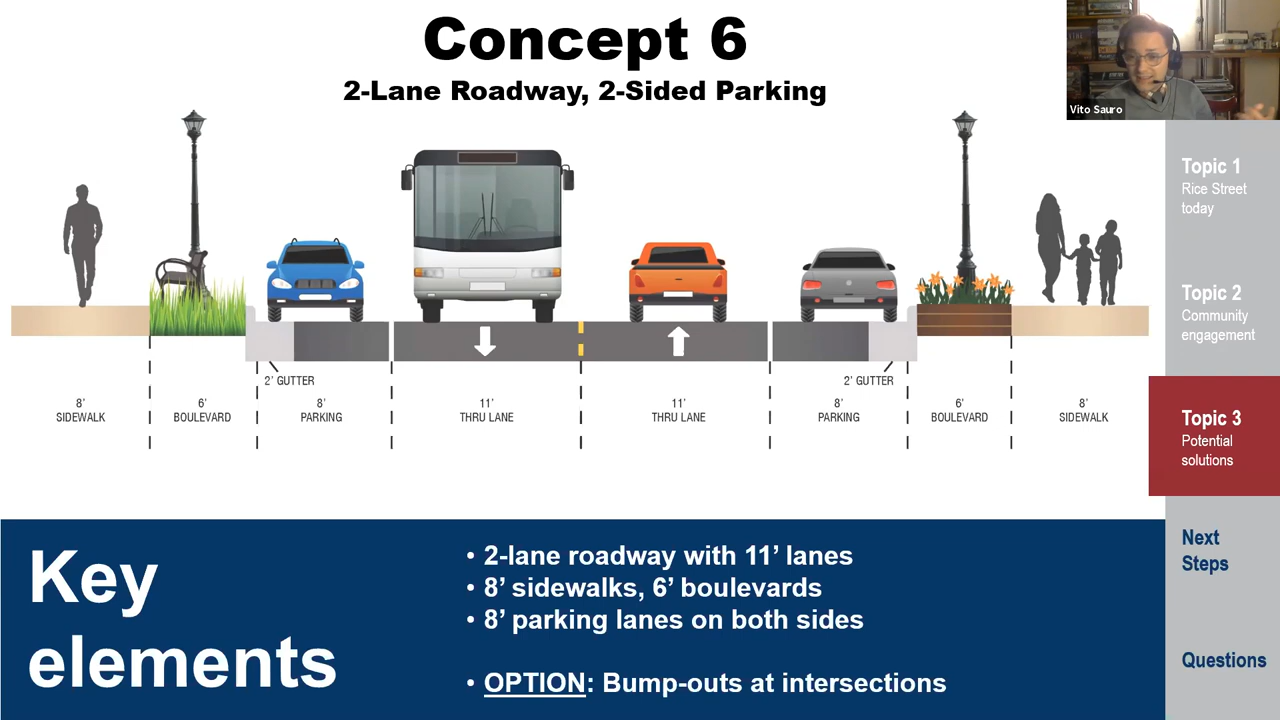 Concept 6
2-Lane Roadway, 2-Sided Parking
Vito Sauro
2’ GUTTER
2’ GUTTER
8’
SIDEWALK
6’
BOULEVARD
8’
PARKING
11’
THRU LANE
11’
THRU LANE
8’
PARKING
6’
BOULEVARD
8’
SIDEWALK
Topic 1
Rice Street
today
Topic 2
Community
engagement
Topic 3
Potential
solutions
Next
Steps
Questions
Key
elements
• 2-lane roadway with 11’ lanes
• 8’ sidewalks, 6’ boulevards
• 8’ parking lanes on both sides
• OPTION: Bump-outs at intersections